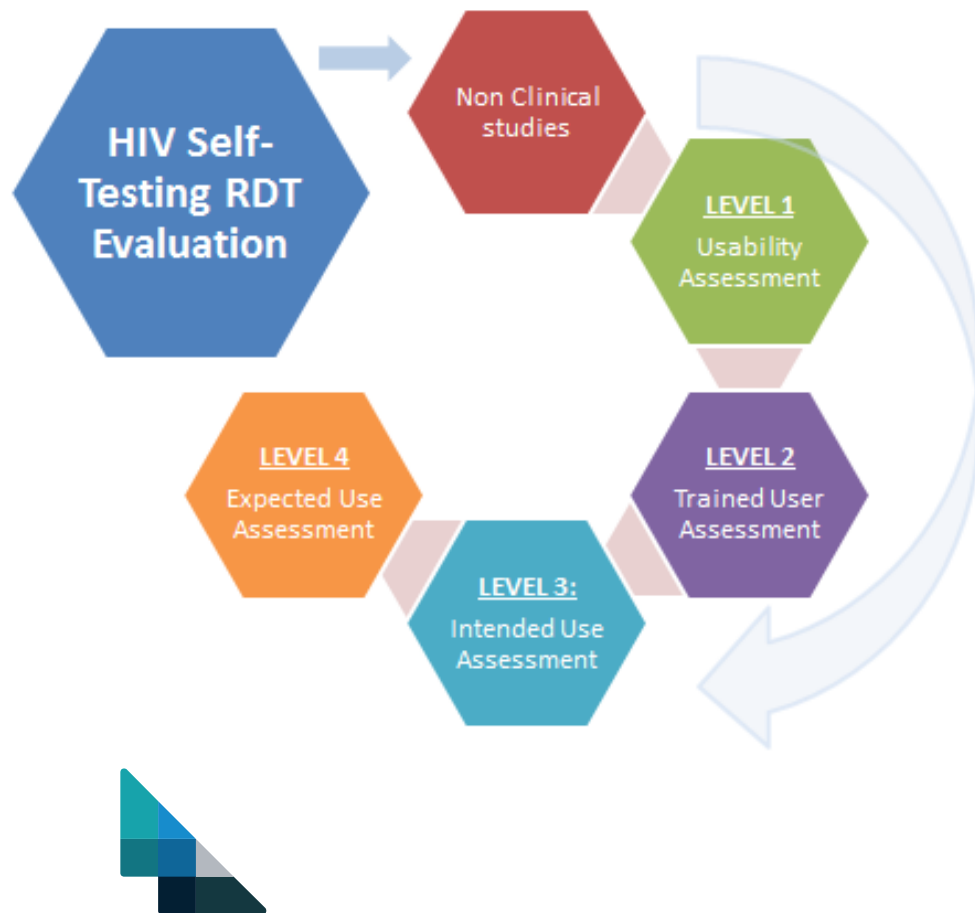 HIV Self-
Testing RDT
Evaluation
Non Clinical
studies
LEVEL 1
Usability
Assessment
LEVEL 2
Trained User
Assessment
LEVEL 3:
Intended Use
Assessment
LEVEL 4
Expected Use
Assessment